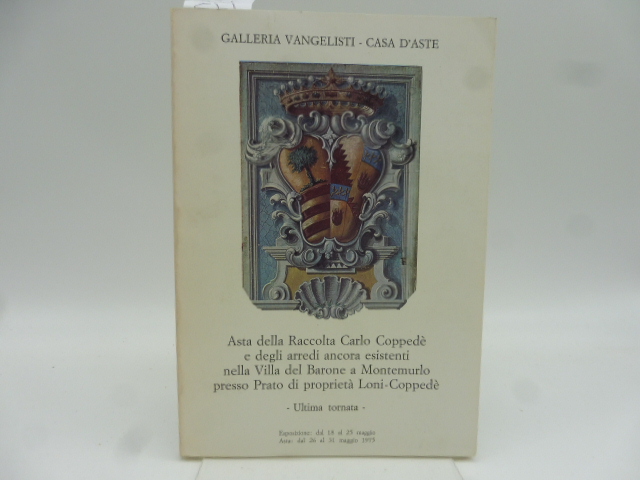 GALLERIA VANGELISTI - CASA D'ASTE
Asta della Raccolta Carlo Coppedè
e degli arredi ancora esistenti
nella Villa del Barone a Montemurlo
presso Prato di proprietà Loni-Coppedè
- Ultima tornata -
Esposizione: dal 18 al 25 maggio
Asta: dal 26 al 31 maggio 1975